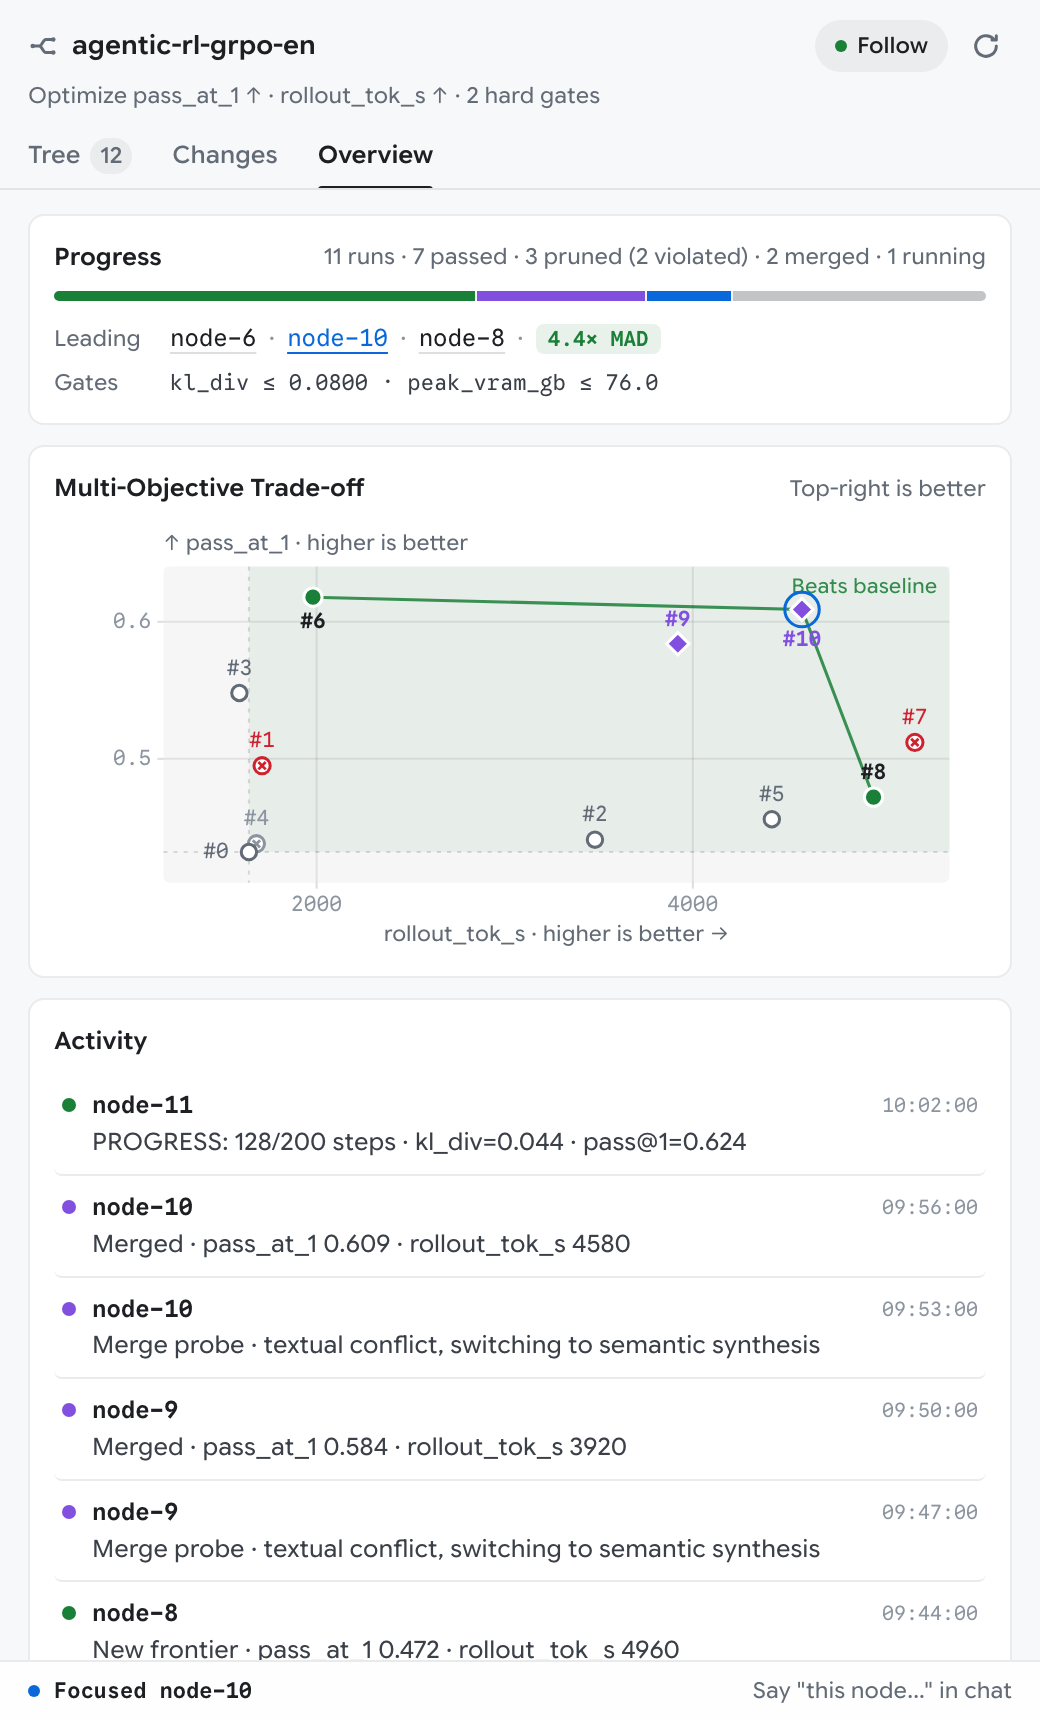 agentic-rl-grpo-en
Follow
Optimize pass_at_1 ↑ · rollout_tok_s ↑ · 2 hard gates
Tree 12 Changes Overview
Progress
11 runs · 7 passed · 3 pruned (2 violated) · 2 merged · 1 running
Leading node-6 · node-10 · node-8 · 4.4× MAD
Gates kl_div ≤ 0.0800 · peak_vram_gb ≤ 76.0
Multi-Objective Trade-off
Top-right is better
↑ pass_at_1 · higher is better
Beats baseline
0.6
#6
#9
#10
#3
#7
#1
0.5
#8
#5
#2
#4
#0
2000
4000
rollout_tok_s · higher is better →
Activity
node-11 10:02:00
PROGRESS: 128/200 steps · kl_div=0.044 · pass@1=0.624
node-10 09:56:00
Merged · pass_at_1 0.609 · rollout_tok_s 4580
node-10 09:53:00
Merge probe · textual conflict, switching to semantic synthesis
node-9 09:50:00
Merged · pass_at_1 0.584 · rollout_tok_s 3920
node-9 09:47:00
Merge probe · textual conflict, switching to semantic synthesis
node-8 09:44:00
New frontier · pass_at_1 0.472 · rollout_tok_s 4960
Focused node-10
Say "this node…" in chat